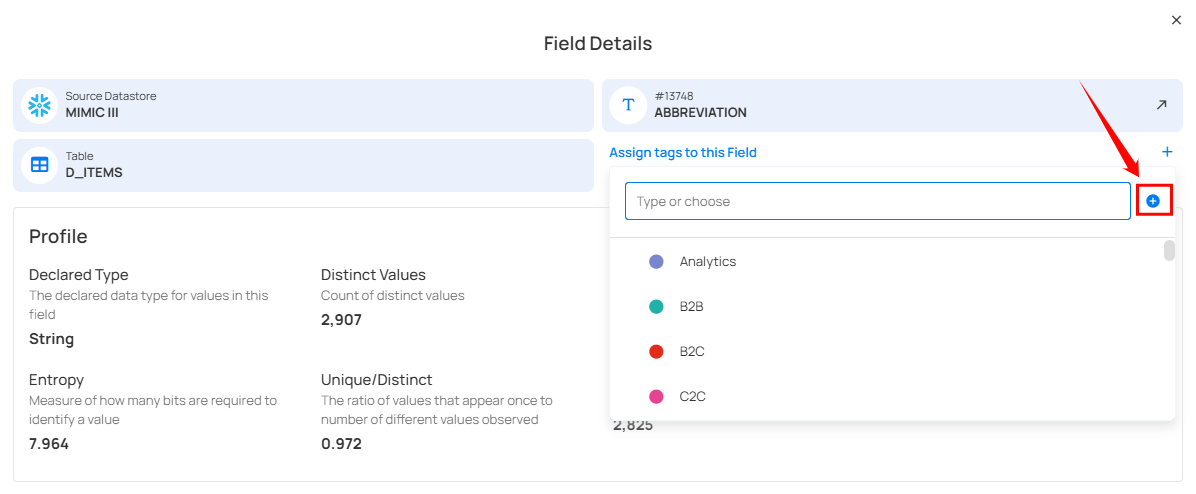 Field Details
Source Datastore
MIMIC III
#13748
ABBREVIATION
Table
D_ITEMS
Assign tags to this Field
+
Type or choose
Analytics
B2B
B2C
C2C
Profile
Declared Type
The declared data type for values in this
field
String
Distinct Values
Count of distinct values
2,907
Entropy
Measure of how many bits are required to
identify a value
7.964
Unique/Distinct
The ratio of values that appear once to
number of different values observed
0.972
2,825